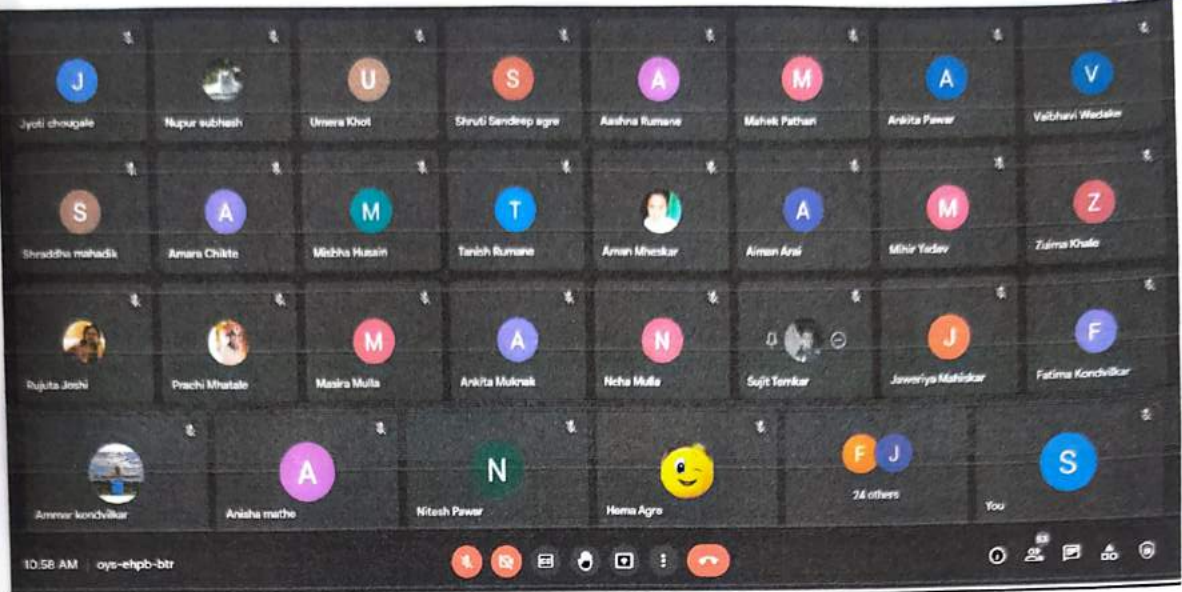 J U S A M A V
Jyoti chougale Nupur subhash Umera Khot Shruti Sandeep agre Aashna Rumane Mahek Pathan Ankita Pawar Vaibhavi Wadake
S A M T A M Z
Shraddha mahadik Amara Chikte Misbha Husain Tanish Rumane Aman Mheskar Aiman Arai Mihir Yadav Zuima Khale
M A N J F
Rujuta Joshi Prachi Mhatale Masira Mulla Ankita Muknak Neha Mulla Sujit Temkar Jaweriya Mahiskar Fatima Kondvilkar
A N F J S
Ammar kondvilkar Anisha mathe Nitesh Pawar Hema Agre 24 others You
10:58 AM oys-ehpb-btr 53